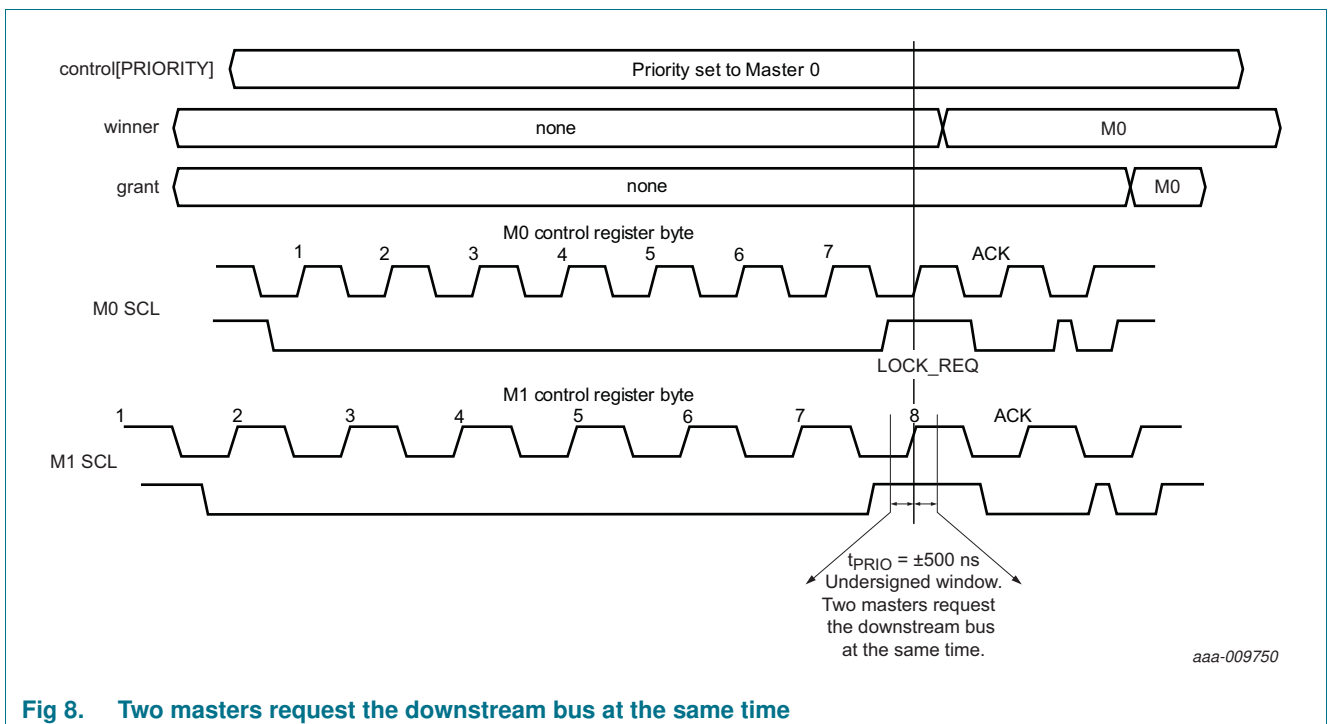 control[PRIORITY]
Priority set to Master 0
winner
none
M0
grant
none
M0
M0 control register byte
1 2 3 4 5 6 7 ACK
M0 SCL
LOCK_REQ
M1 control register byte
1 2 3 4 5 6 7 8 ACK
M1 SCL
tPRIO = ±500 ns
Undersigned window.
Two masters request
the downstream bus
at the same time.
aaa-009750
Fig 8. Two masters request the downstream bus at the same time